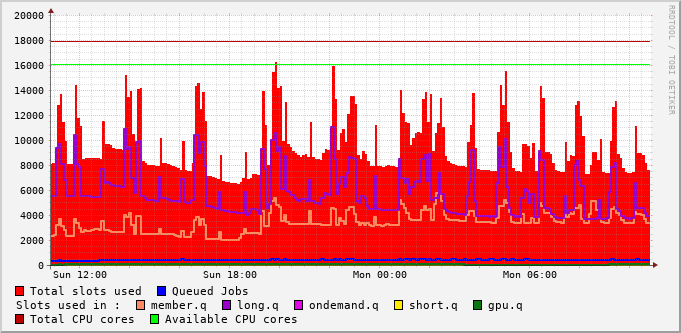 20000
18000
16000
14000
12000
10000
8000
6000
4000
2000
0
Sun 12:00 Sun 18:00 Mon 00:00 Mon 06:00
RRDTOOL / TOBI OETIKER
Total slots used Queued Jobs
Slots used in : member.q long.q ondemand.q short.q gpu.q
Total CPU cores Available CPU cores